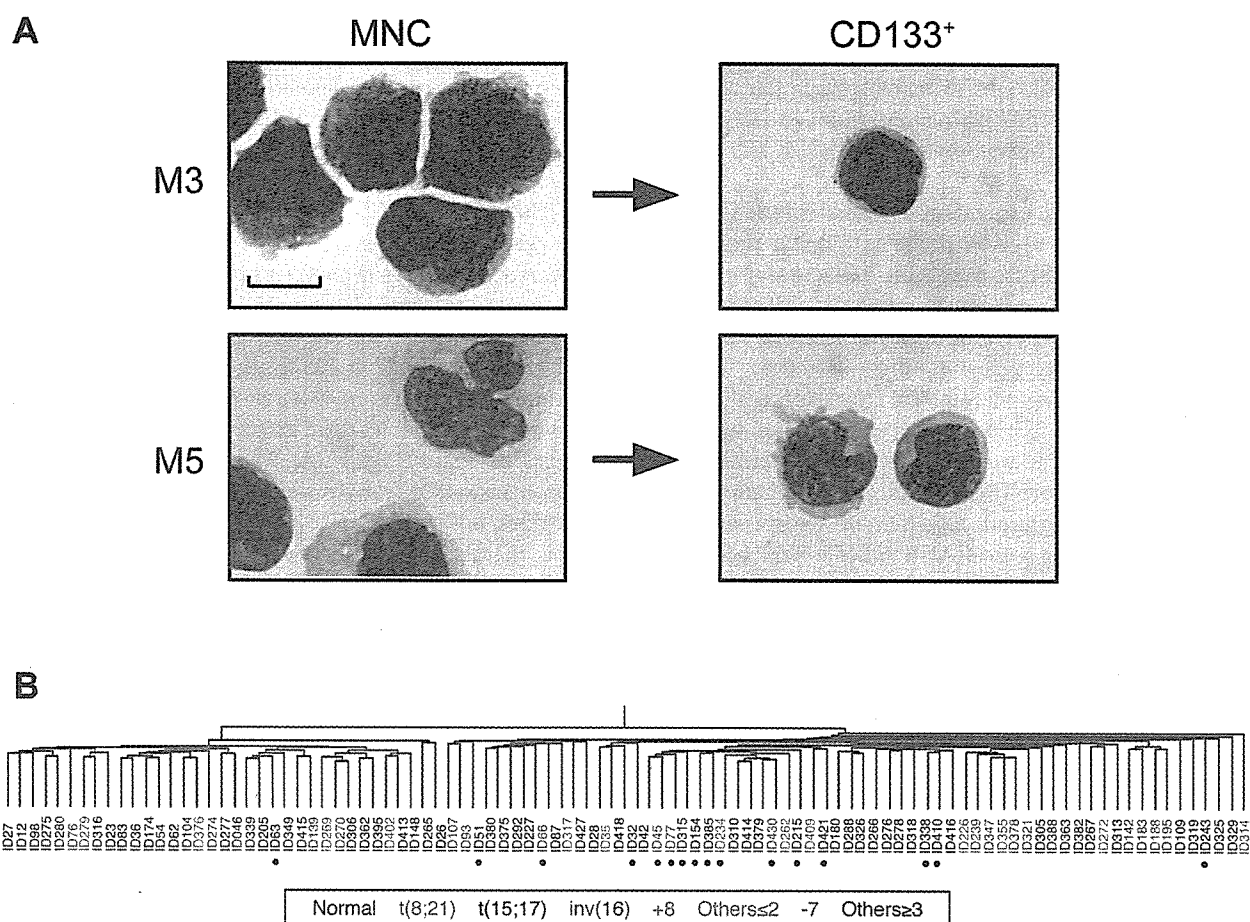 A
MNC CD133+
M3
M5
B
ID27 ID12 ID98 ID275 ID280 ID76 ID279 ID316 ID23 ID83 ID36 ID174 ID54 ID62 ID104 ID376 ID274 ID277 ID046 ID339 ID205 ID63 ID349 ID415 ID139 ID269 ID270 ID306 ID362 ID395 ID402 ID413 ID148 ID265 ID26 ID107 ID93 ID51 ID380 ID375 ID292 ID227 ID66 ID87 ID317 ID427 ID28 ID35 ID418 ID32 ID42 ID45 ID77 ID315 ID154 ID385 ID234 ID310 ID414 ID379 ID430 ID262 ID215 ID409 ID421 ID180 ID288 ID326 ID266 ID276 ID278 ID318 ID338 ID410 ID416 ID226 ID239 ID347 ID355 ID378 ID321 ID305 ID388 ID363 ID382 ID267 ID272 ID313 ID142 ID183 ID188 ID195 ID109 ID319 ID243 ID325 ID329 ID314
Normal t(8;21) t(15;17) inv(16) +8 Others≤2 -7 Others≥3